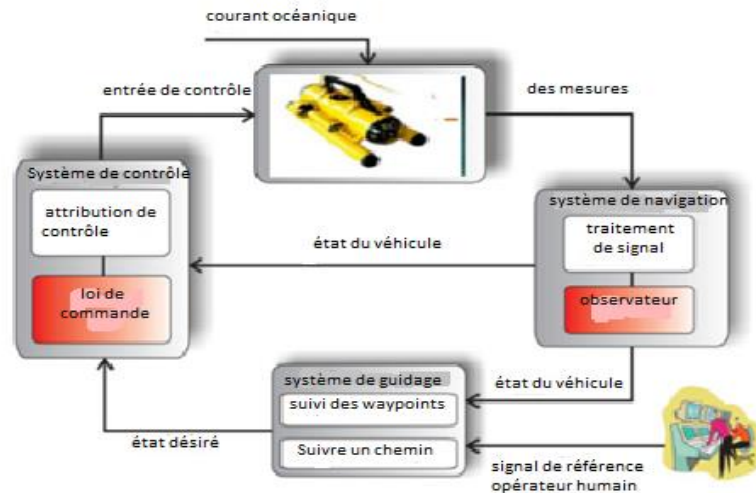 courant océanique
entrée de contrôle
des mesures
Système de contrôle
attribution de
contrôle
loi de
commande
état du véhicule
système de navigation
traitement
de signal
observateur
système de guidage
suivi des waypoints
Suivre un chemin
état du véhicule
état désiré
signal de référence
opérateur humain